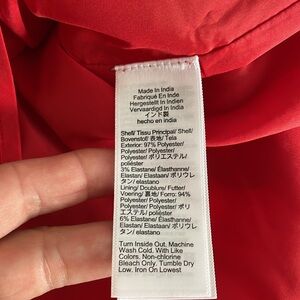 Made In India
Fabriqué En Inde
Hergestellt In Indien
Vervaardigd In India
インド製
hecho en india
Shell/ Tissu Principal/ Shell/
Bovenstof/ 表地/ Tela
Exterior: 97% Polyester/
Polyester/ Polyester/
Polyester/ ポリエステル/
poliéster
3% Elastane/ Élasthanne/
Elastan/ Elastaan/ ポリウレ
タン/ elastano
Lining/ Doublure/ Futter/
Voering/ 裏地/ Forro: 94%
Polyester/ Polyester/
Polyester/ Polyester/ ポリ
エステル/ poliéster
6% Elastane/ Élasthanne/
Elastan/ Elastaan/ ポリウレ
タン/ elastano
Turn Inside Out. Machine
Wash Cold. With Like
Colors. Non-chlorine
Bleach Only. Tumble Dry
Low. Iron On Lowest